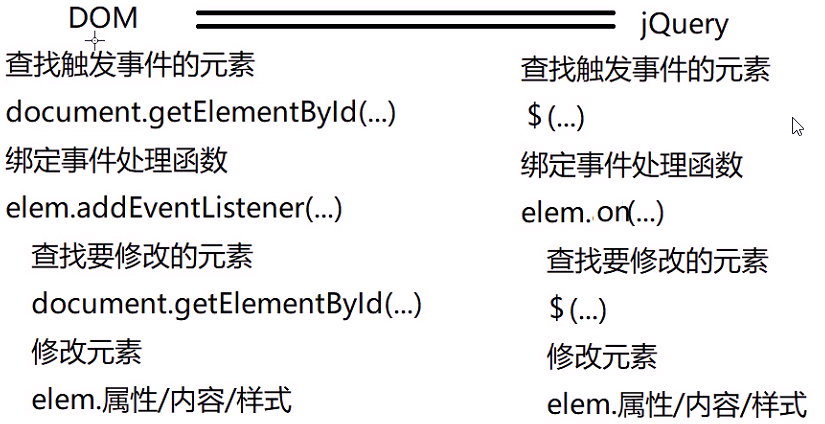 DOM
查找触发事件的元素
document.getElementById(...)
绑定事件处理函数
elem.addEventListener(...)
查找要修改的元素
document.getElementById(...)
修改元素
elem.属性/内容/样式
jQuery
查找触发事件的元素
$(...)
绑定事件处理函数
elem.on(...)
查找要修改的元素
$(...)
修改元素
elem.属性/内容/样式